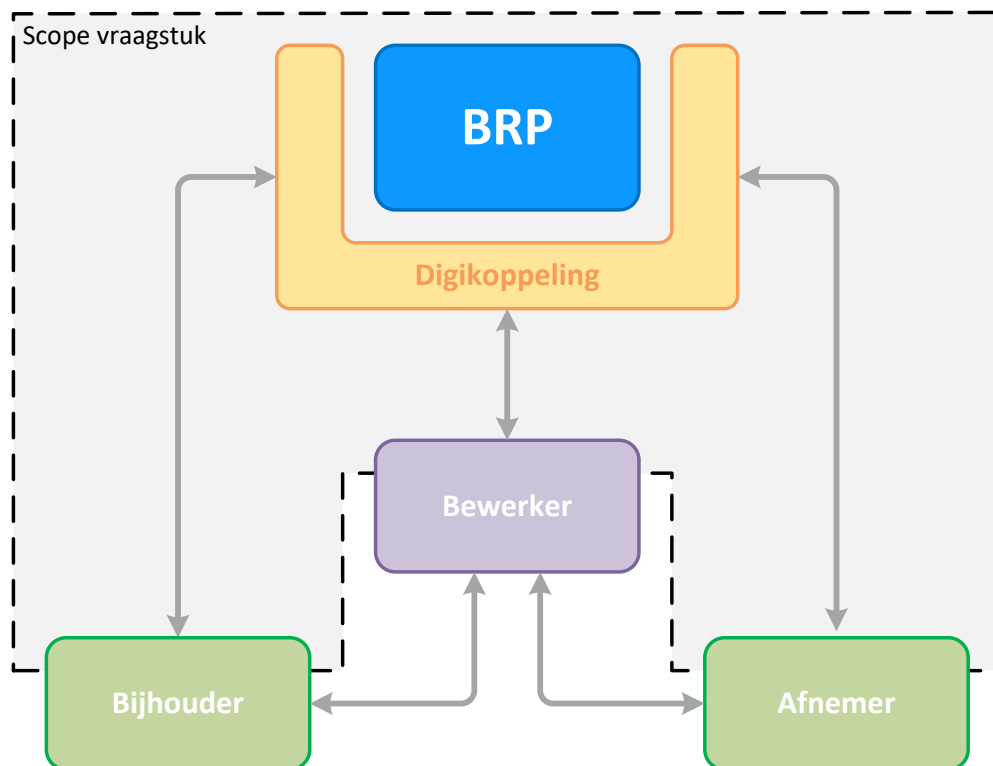 Scope vraagstuk
BRP
Digikoppeling
Bewerker
Bijhouder
Afnemer